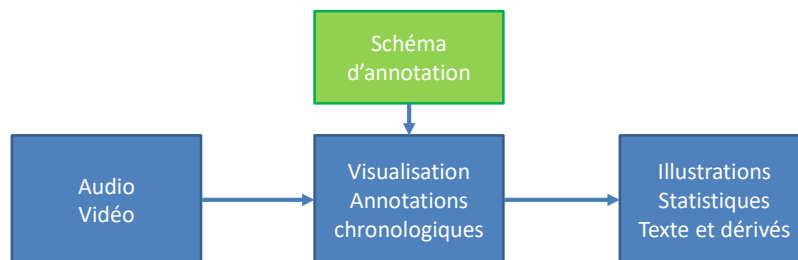 Schéma
d’annotation
Audio
Vidéo
Visualisation
Annotations
chronologiques
Illustrations
Statistiques
Texte et dérivés